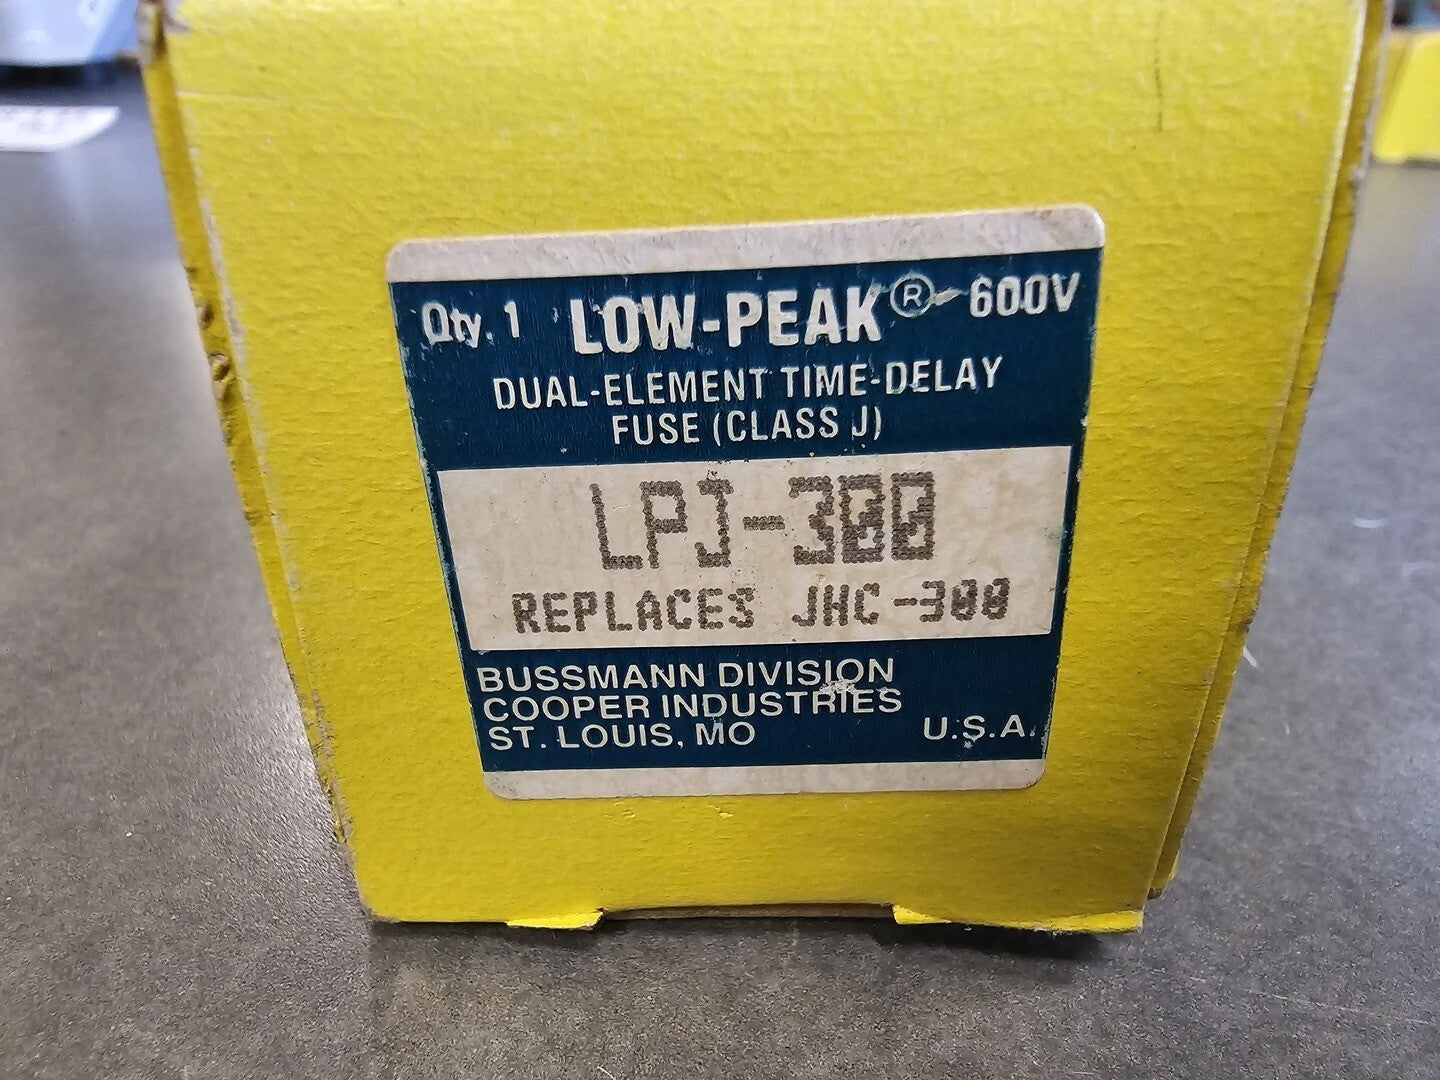 Qty. 1 LOW-PEAK® 600V
DUAL-ELEMENT TIME-DELAY
FUSE (CLASS J)
LPJ-300
REPLACES JHC-300
BUSSMANN DIVISION
COOPER INDUSTRIES
ST. LOUIS, MO U.S.A.